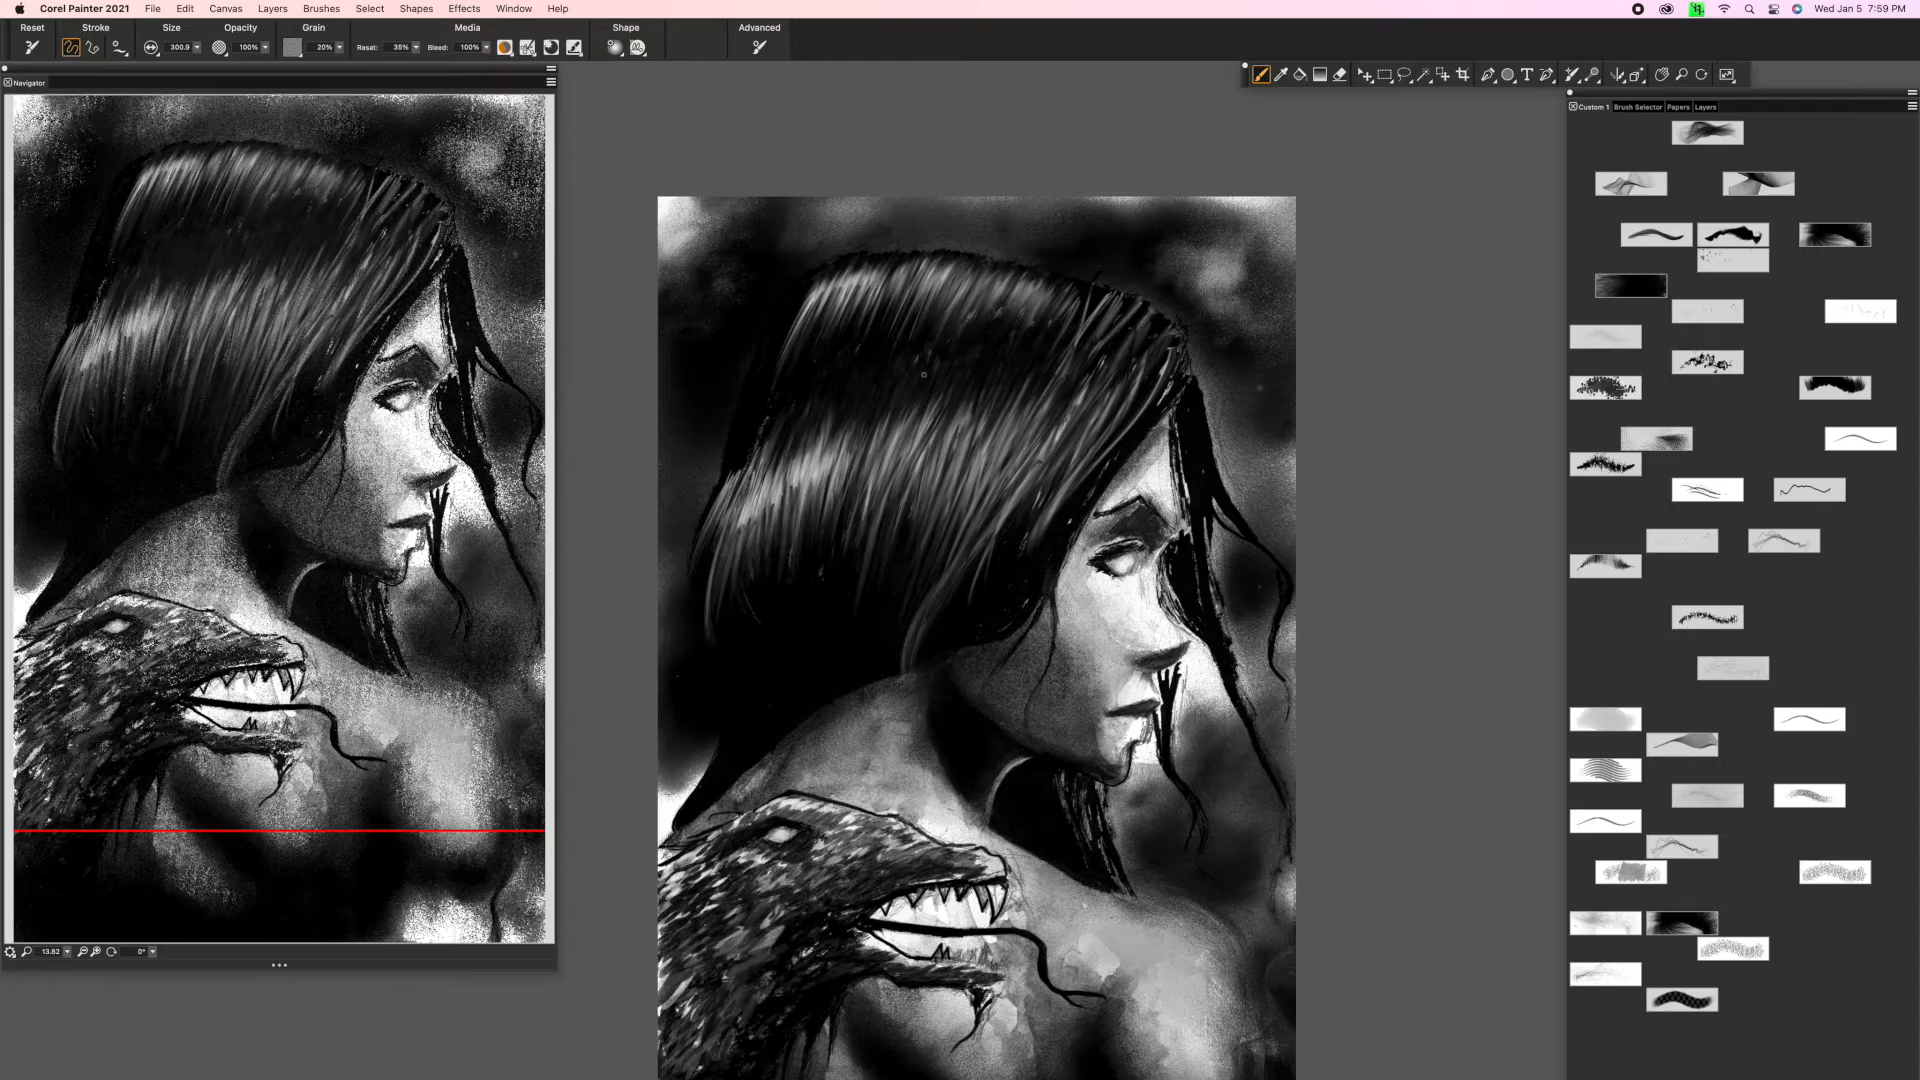 Corel Painter 2021 File Edit Canvas Layers Brushes Select Shapes Effects Window Help Wed Jan 5 7:59 PM
Reset Stroke Size Opacity Grain Media Shape Advanced
300.9 100% 20% Resat: 35% Bleed: 100%
Navigator
Custom 1 Brush Selector Papers Layers
13.82 0°